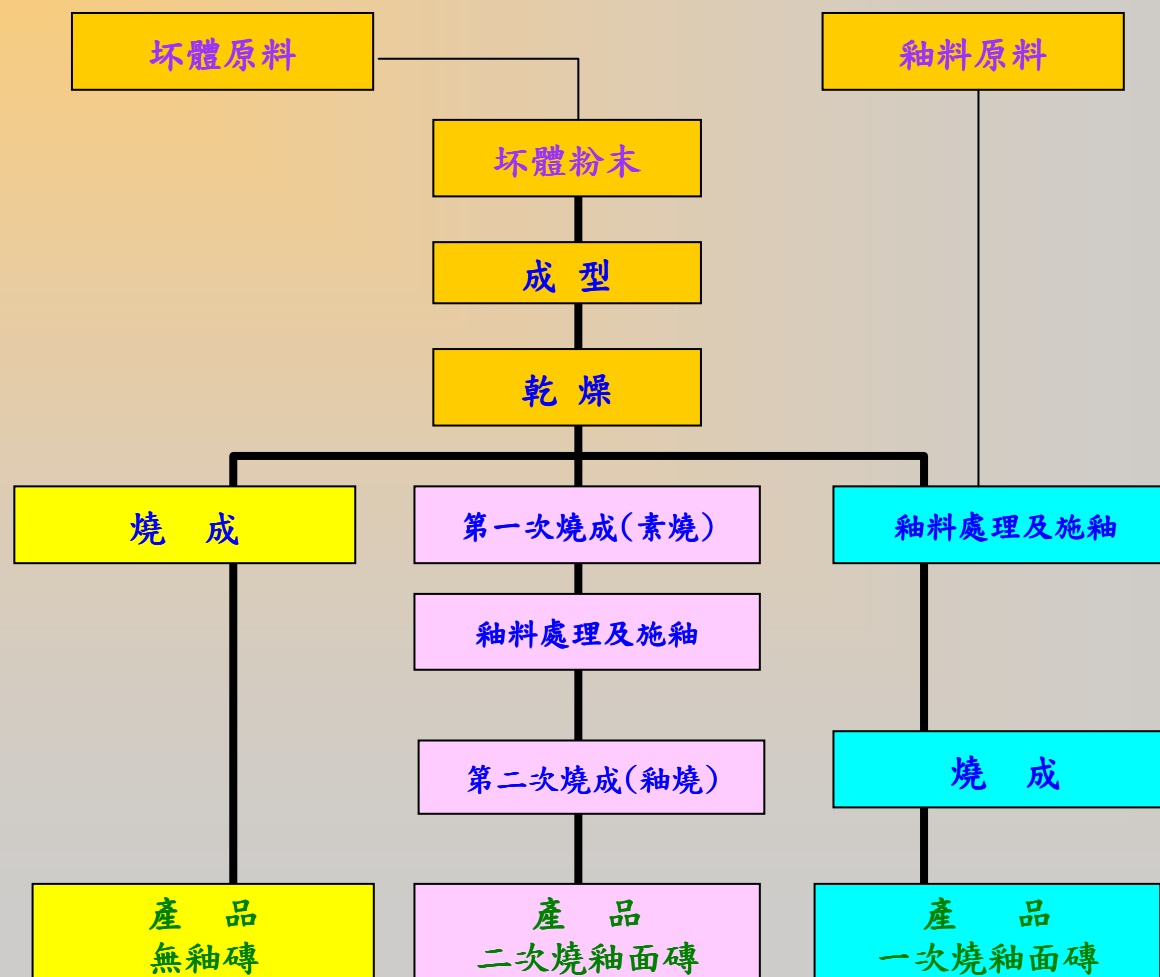 坏體原料
釉料原料
坏體粉末
成 型
乾 燥
燒 成
第一次燒成(素燒)
釉料處理及施釉
釉料處理及施釉
第二次燒成(釉燒)
燒 成
產 品
無釉磚
產 品
二次燒釉面磚
產 品
一次燒釉面磚